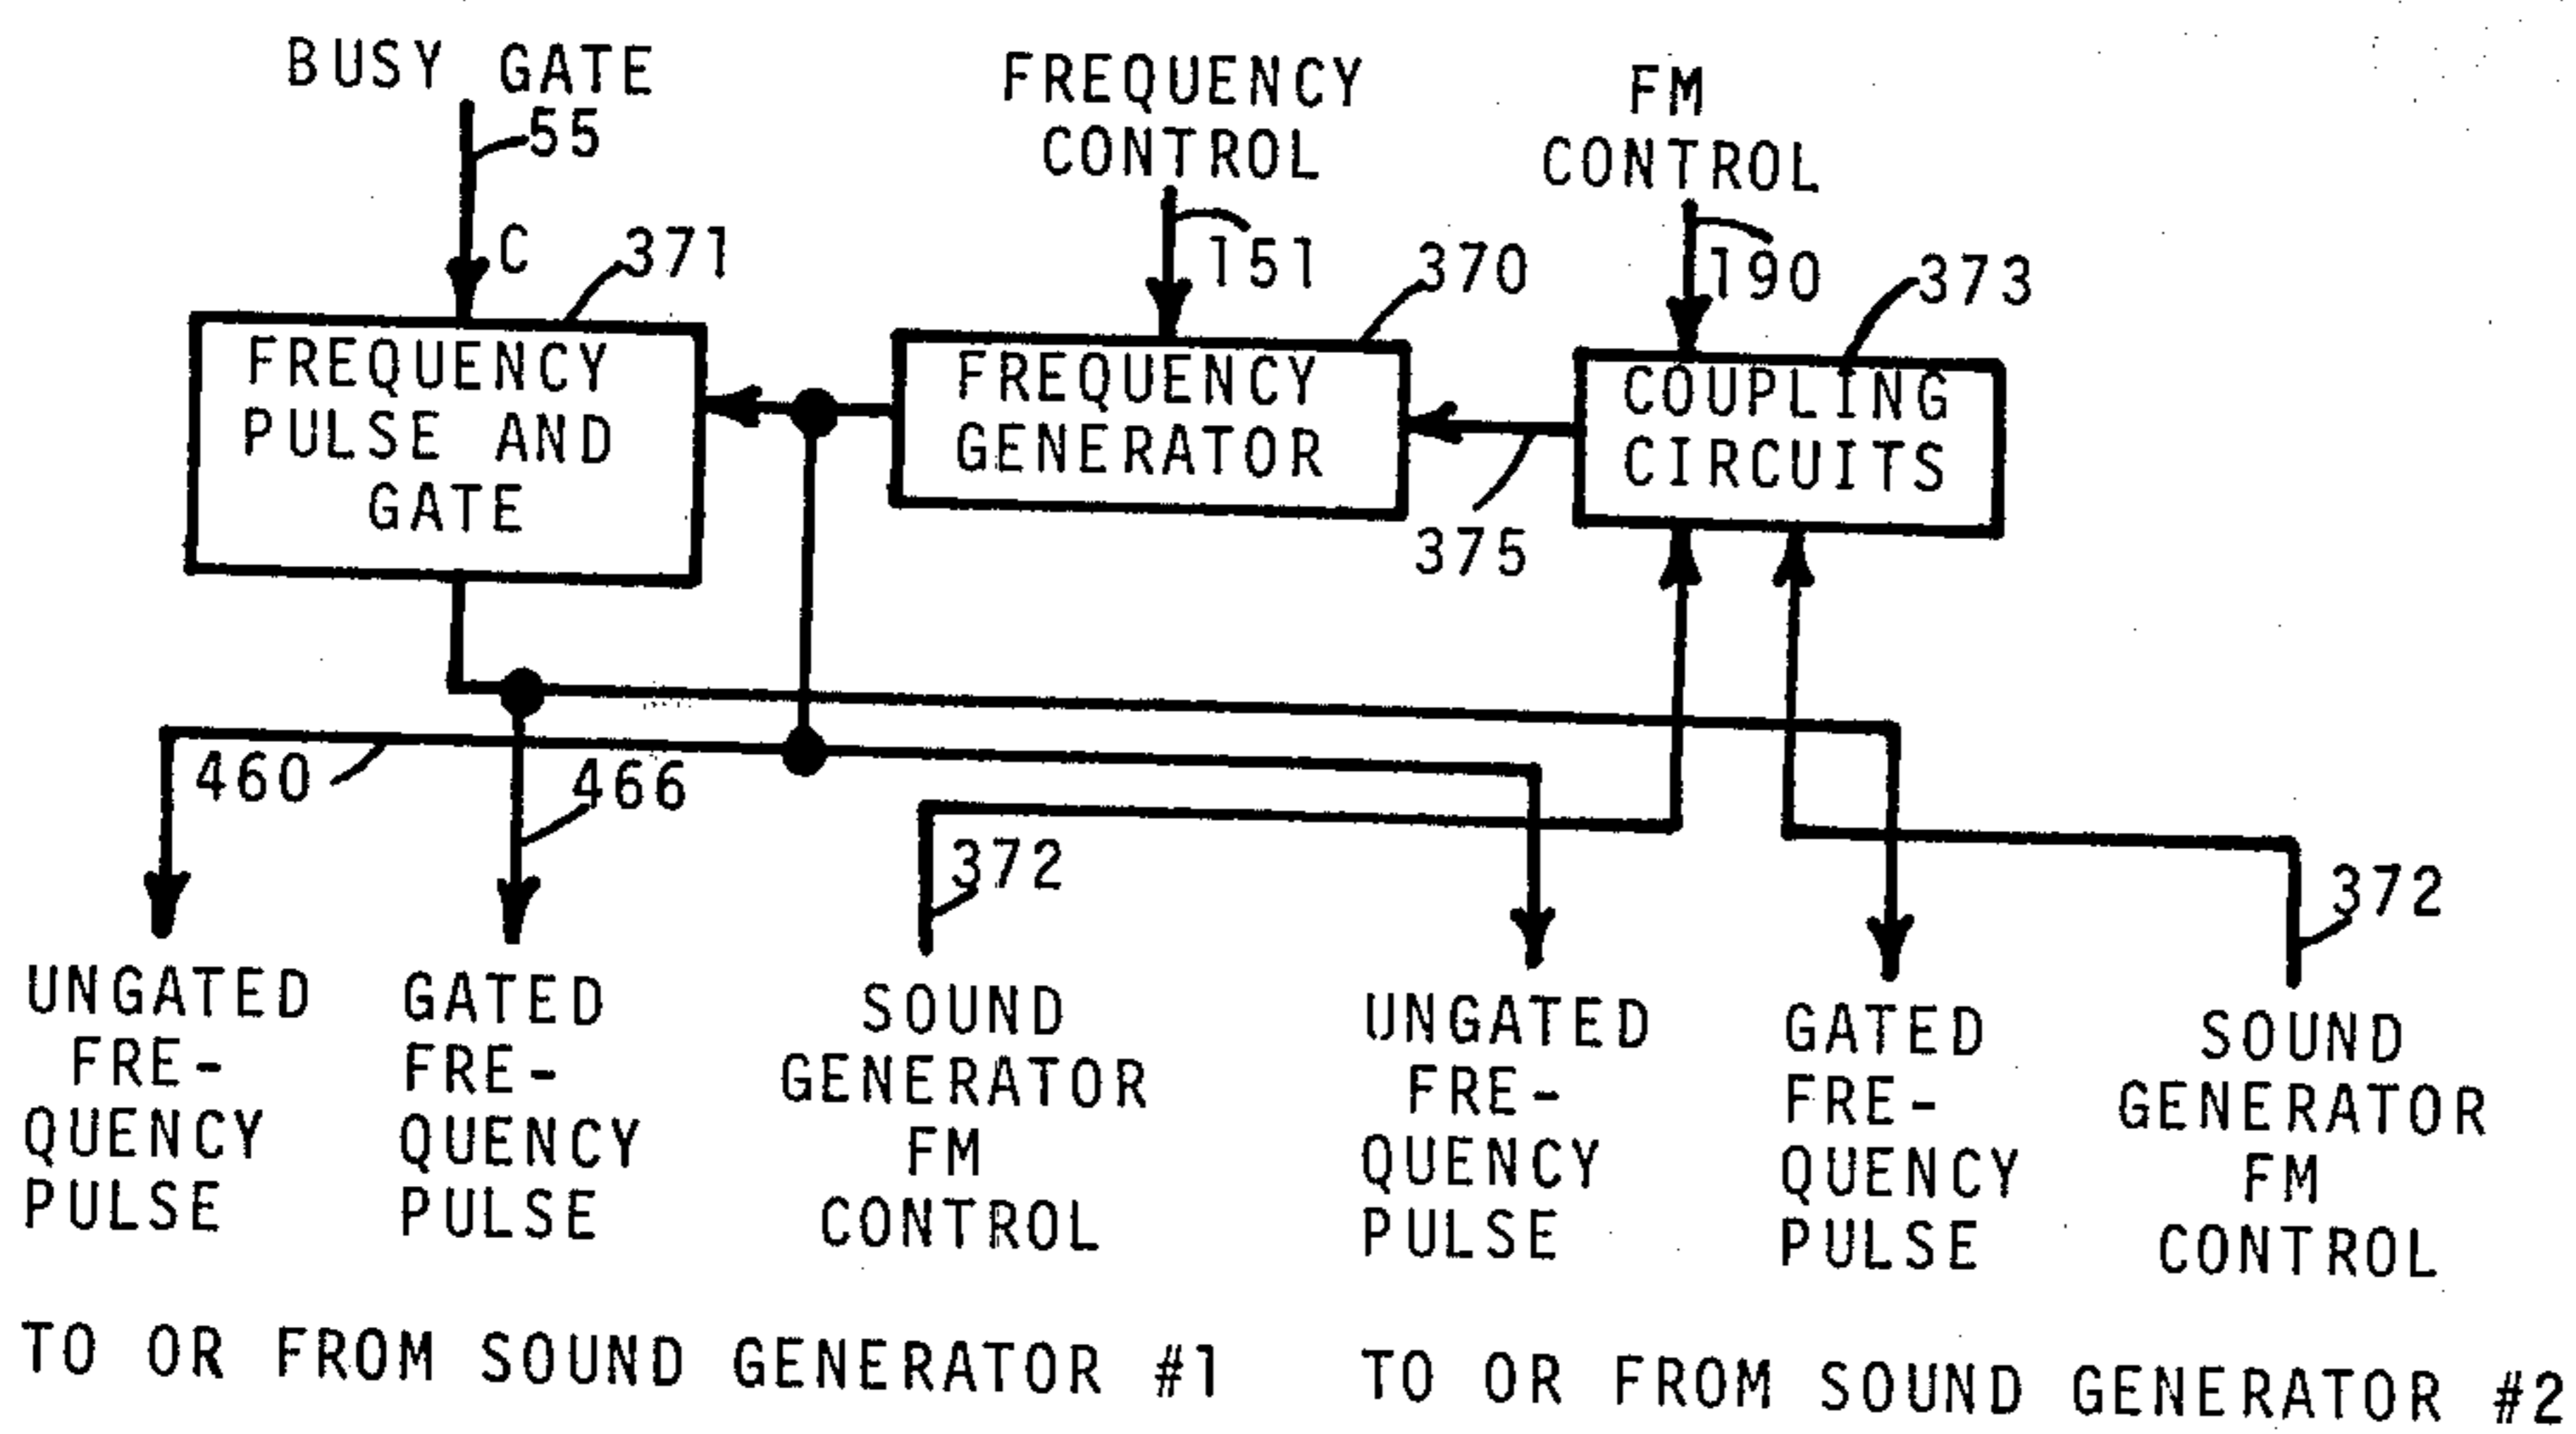 BUSY GATE
55
C
FREQUENCY
CONTROL
151
FM
CONTROL
190
371
370
373
FREQUENCY
PULSE AND
GATE
FREQUENCY
GENERATOR
COUPLING
CIRCUITS
375
460
466
372
372
UNGATED
FRE-
QUENCY
PULSE
GATED
FRE-
QUENCY
PULSE
SOUND
GENERATOR
FM
CONTROL
UNGATED
FRE-
QUENCY
PULSE
GATED
FRE-
QUENCY
PULSE
SOUND
GENERATOR
FM
CONTROL
TO OR FROM SOUND GENERATOR #1
TO OR FROM SOUND GENERATOR #2